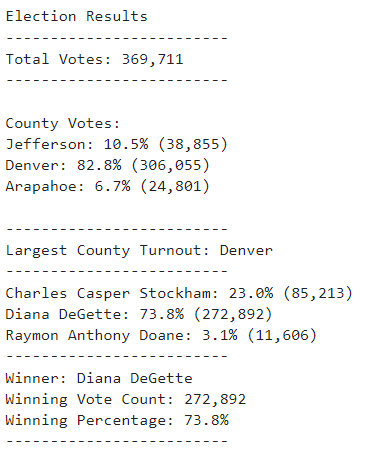 Election Results
-------------------------
Total Votes: 369,711
-------------------------
County Votes:
Jefferson: 10.5% (38,855)
Denver: 82.8% (306,055)
Arapahoe: 6.7% (24,801)
-------------------------
Largest County Turnout: Denver
-------------------------
Charles Casper Stockham: 23.0% (85,213)
Diana DeGette: 73.8% (272,892)
Raymon Anthony Doane: 3.1% (11,606)
-------------------------
Winner: Diana DeGette
Winning Vote Count: 272,892
Winning Percentage: 73.8%
-------------------------